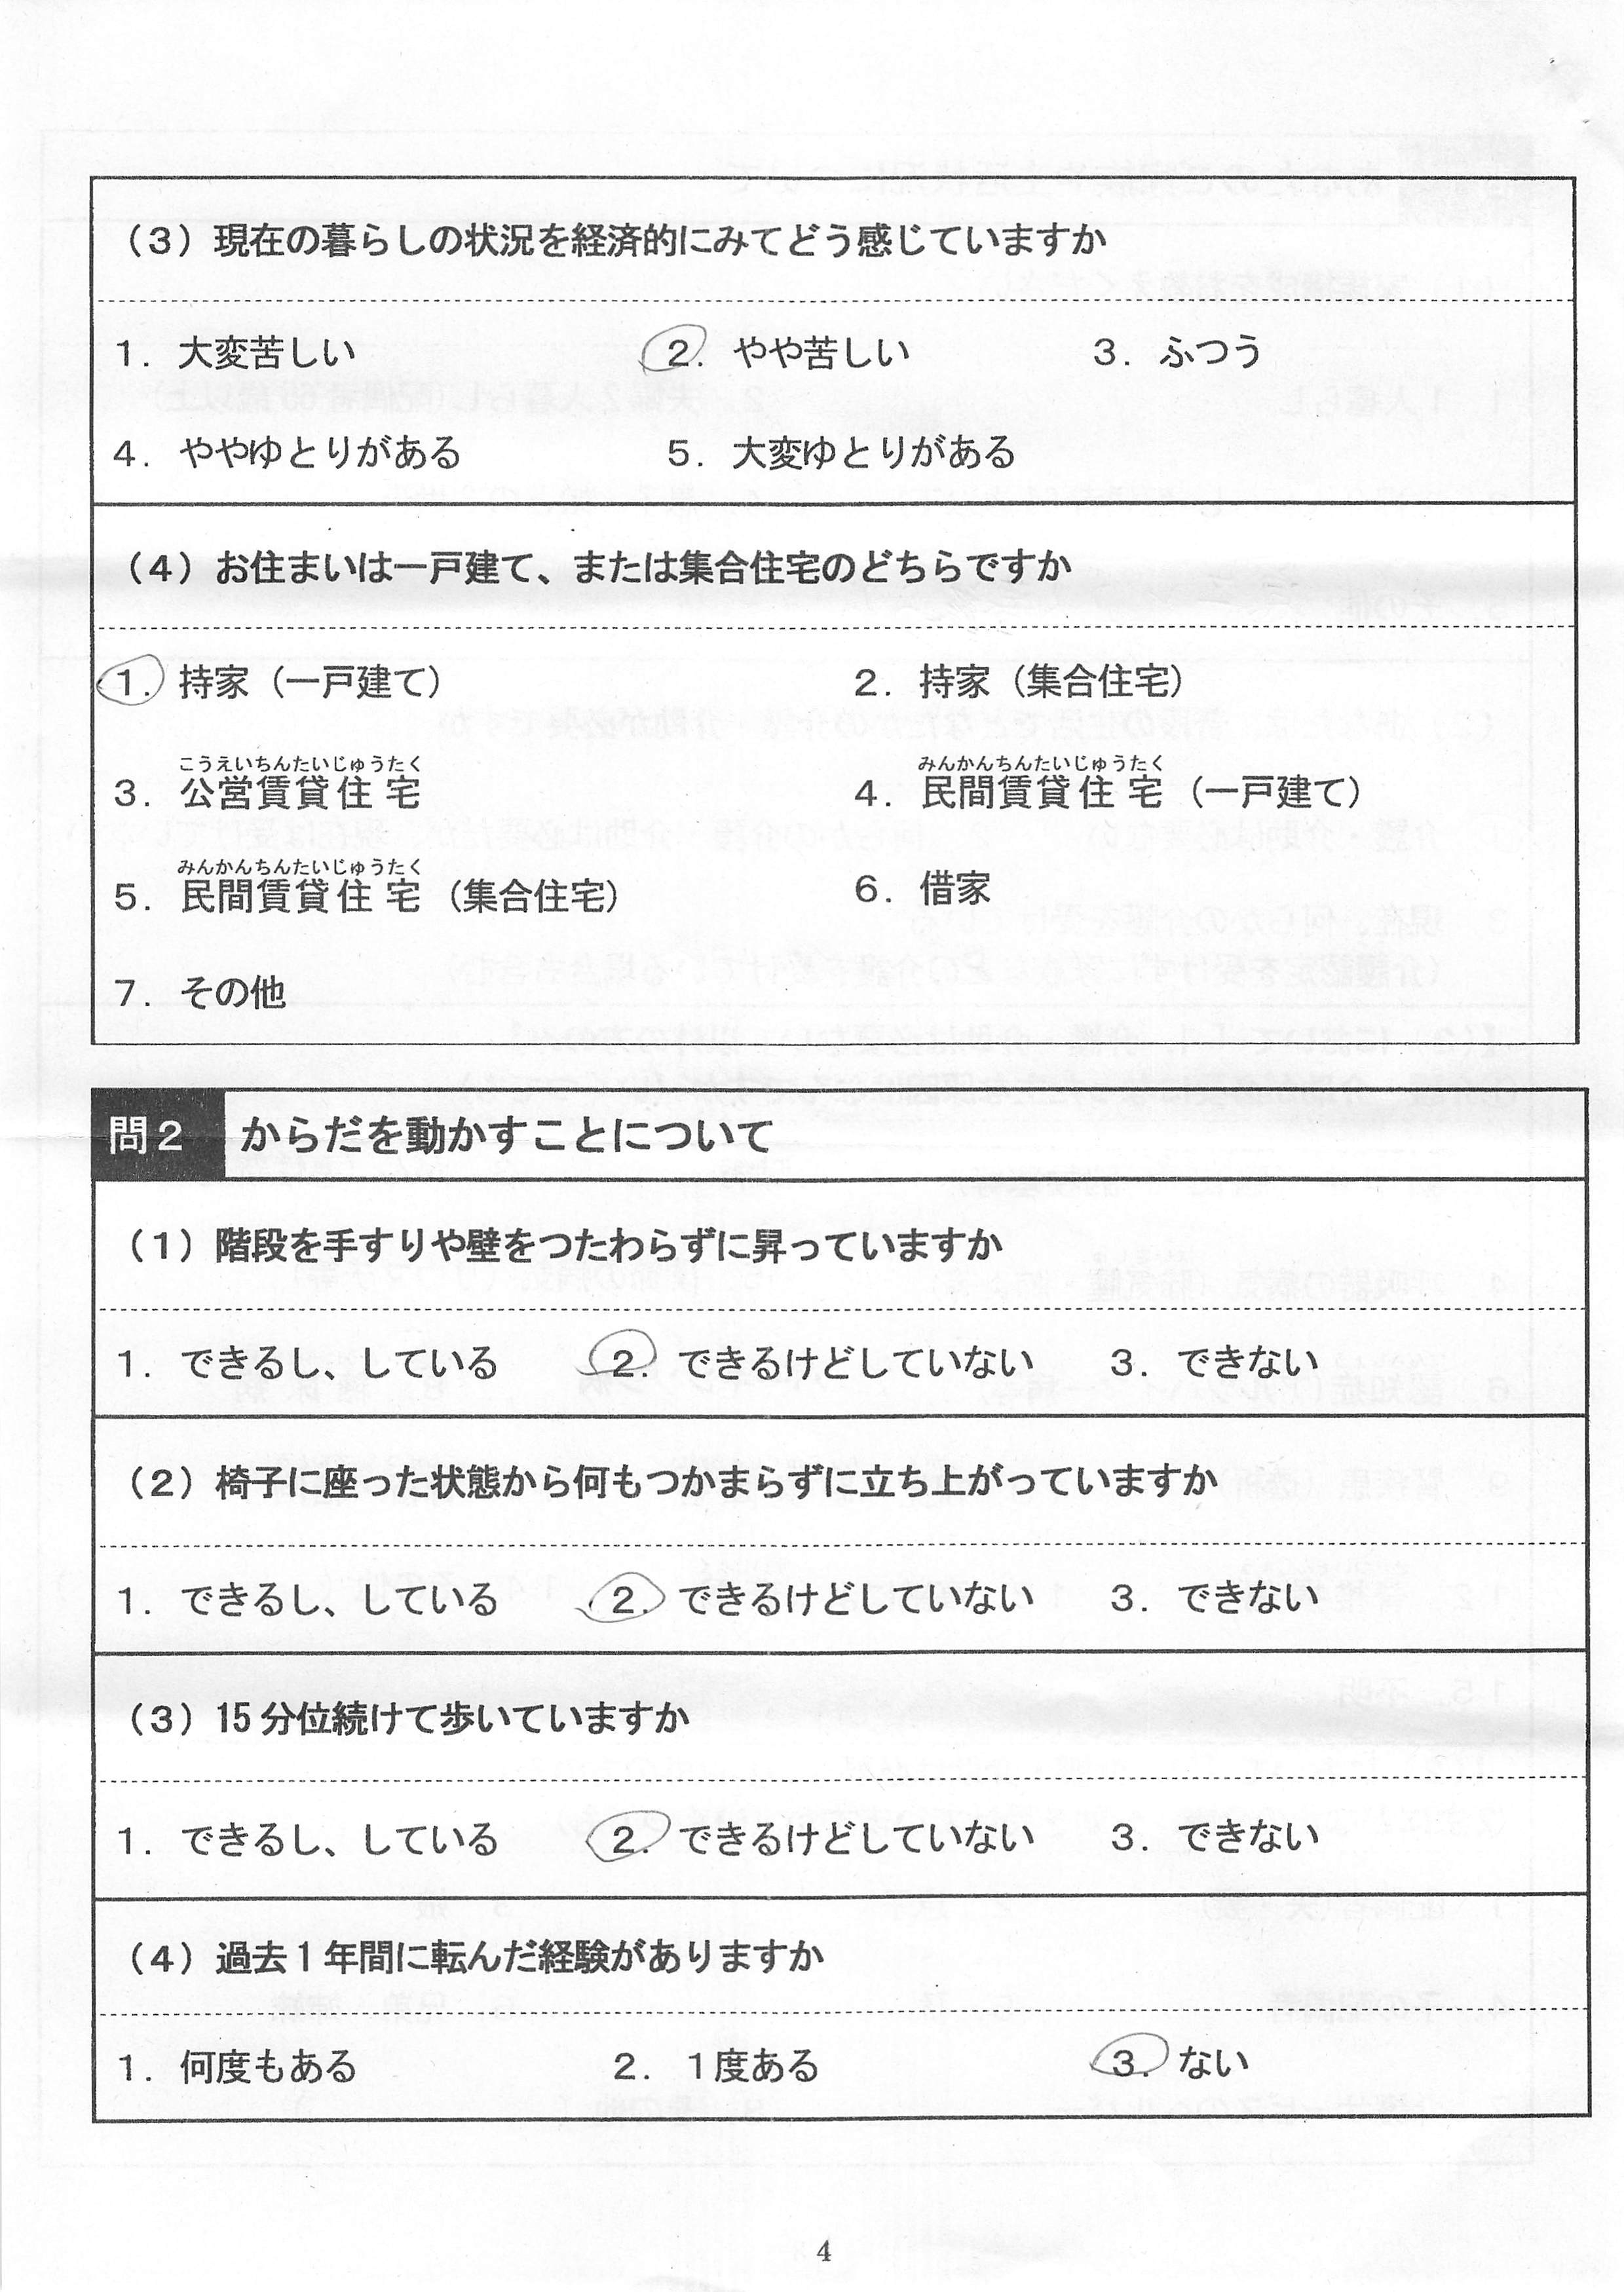 （３）現在の暮らしの状況を経済的にみてどう感じていますか
１．大変苦しい　２．やや苦しい　３．ふつう
４．ややゆとりがある　５．大変ゆとりがある
（４）お住まいは一戸建て、または集合住宅のどちらですか
１．持家（一戸建て）　２．持家（集合住宅）
こうえいちんたいじゅうたく　みんかんちんたいじゅうたく
３．公営賃貸住宅　４．民間賃貸住宅（一戸建て）
みんかんちんたいじゅうたく
５．民間賃貸住宅（集合住宅）　６．借家
７．その他
問２　からだを動かすことについて
（１）階段を手すりや壁をつたわらずに昇っていますか
１．できるし、している　２．できるけどしていない　３．できない
（２）椅子に座った状態から何もつかまらずに立ち上がっていますか
１．できるし、している　２．できるけどしていない　３．できない
（３）15分位続けて歩いていますか
１．できるし、している　２．できるけどしていない　３．できない
（４）過去１年間に転んだ経験がありますか
１．何度もある　２．１度ある　３．ない
4